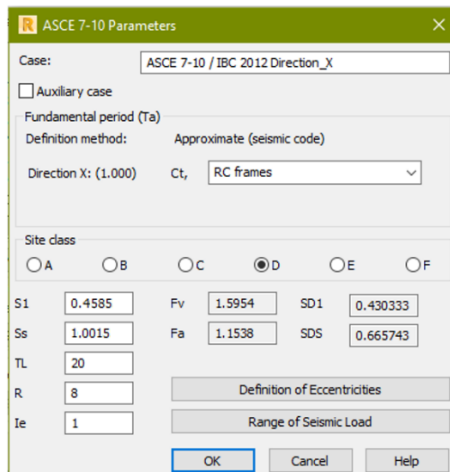 R ASCE 7-10 Parameters
Case: ASCE 7-10 / IBC 2012 Direction_X
Auxiliary case
Fundamental period (Ta)
Definition method: Approximate (seismic code)
Direction X: (1.000) Ct, RC frames
Site class
A B C D E F
S1 0.4585 Fv 1.5954 SD1 0.430333
Ss 1.0015 Fa 1.1538 SDS 0.665743
TL 20
R 8 Definition of Eccentricities
Ie 1 Range of Seismic Load
OK Cancel Help